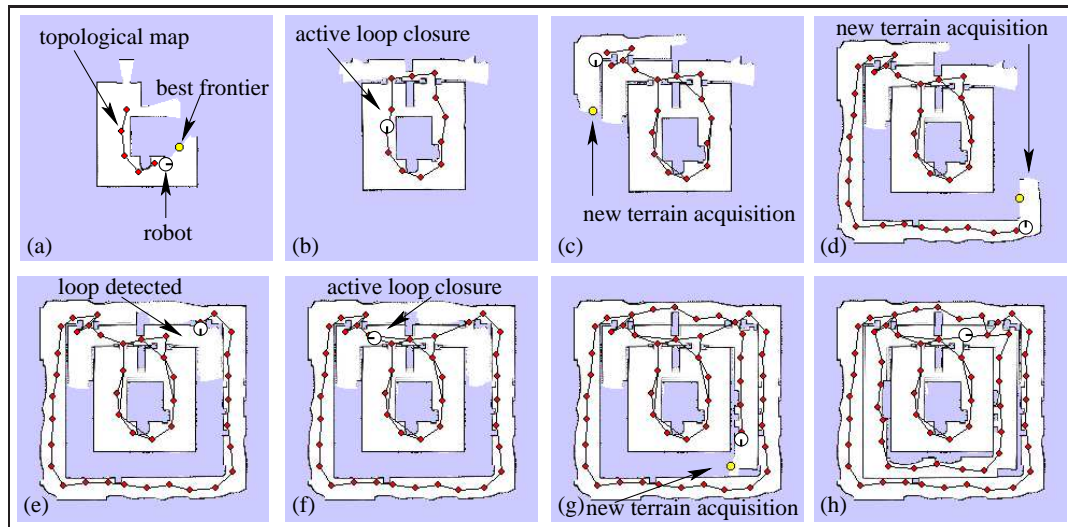 topological map
best frontier
robot
(a)
active loop closure
(b)
new terrain acquisition
(c)
new terrain acquisition
(d)
loop detected
(e)
active loop closure
(f)
new terrain acquisition
(g)
(h)